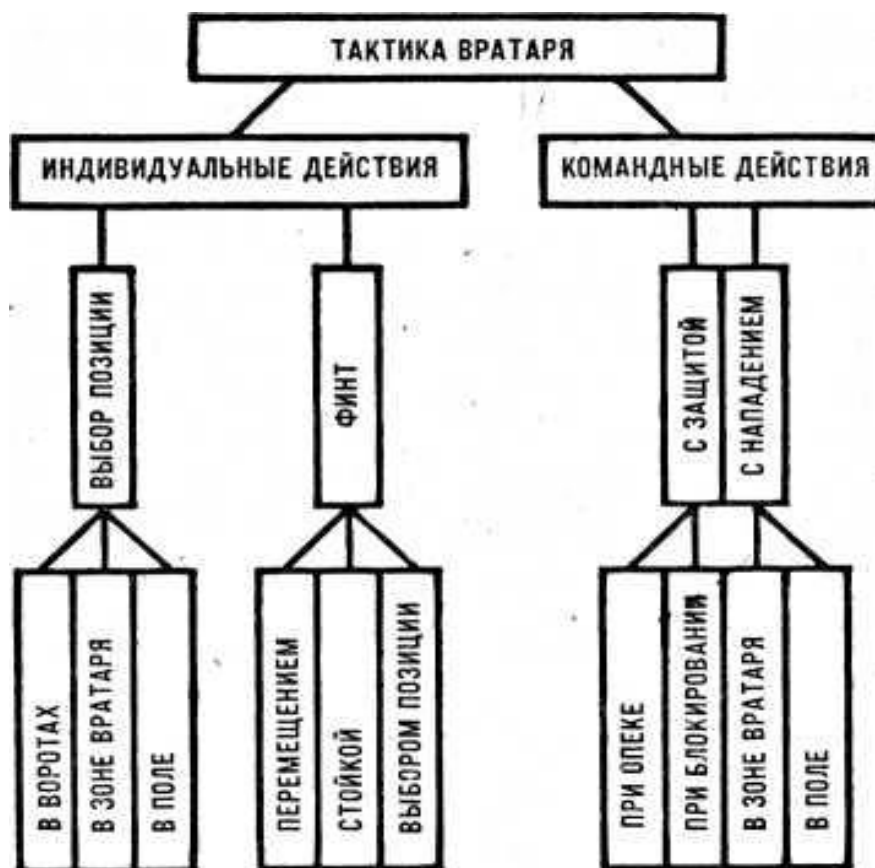 ТАКТИКА ВРАТАРЯ
ИНДИВИДУАЛЬНЫЕ ДЕЙСТВИЯ
КОМАНДНЫЕ ДЕЙСТВИЯ
ВЫБОР ПОЗИЦИИ
ФИНТ
С ЗАЩИТОЙ
С НАПАДЕНИЕМ
В ВОРОТАХ
В ЗОНЕ ВРАТАРЯ
В ПОЛЕ
ПЕРЕМЕЩЕНИЕМ
СТОЙКОЙ
ВЫБОРОМ ПОЗИЦИИ
ПРИ ОПЕКЕ
ПРИ БЛОКИРОВАНИИ
В ЗОНЕ ВРАТАРЯ
В ПОЛЕ